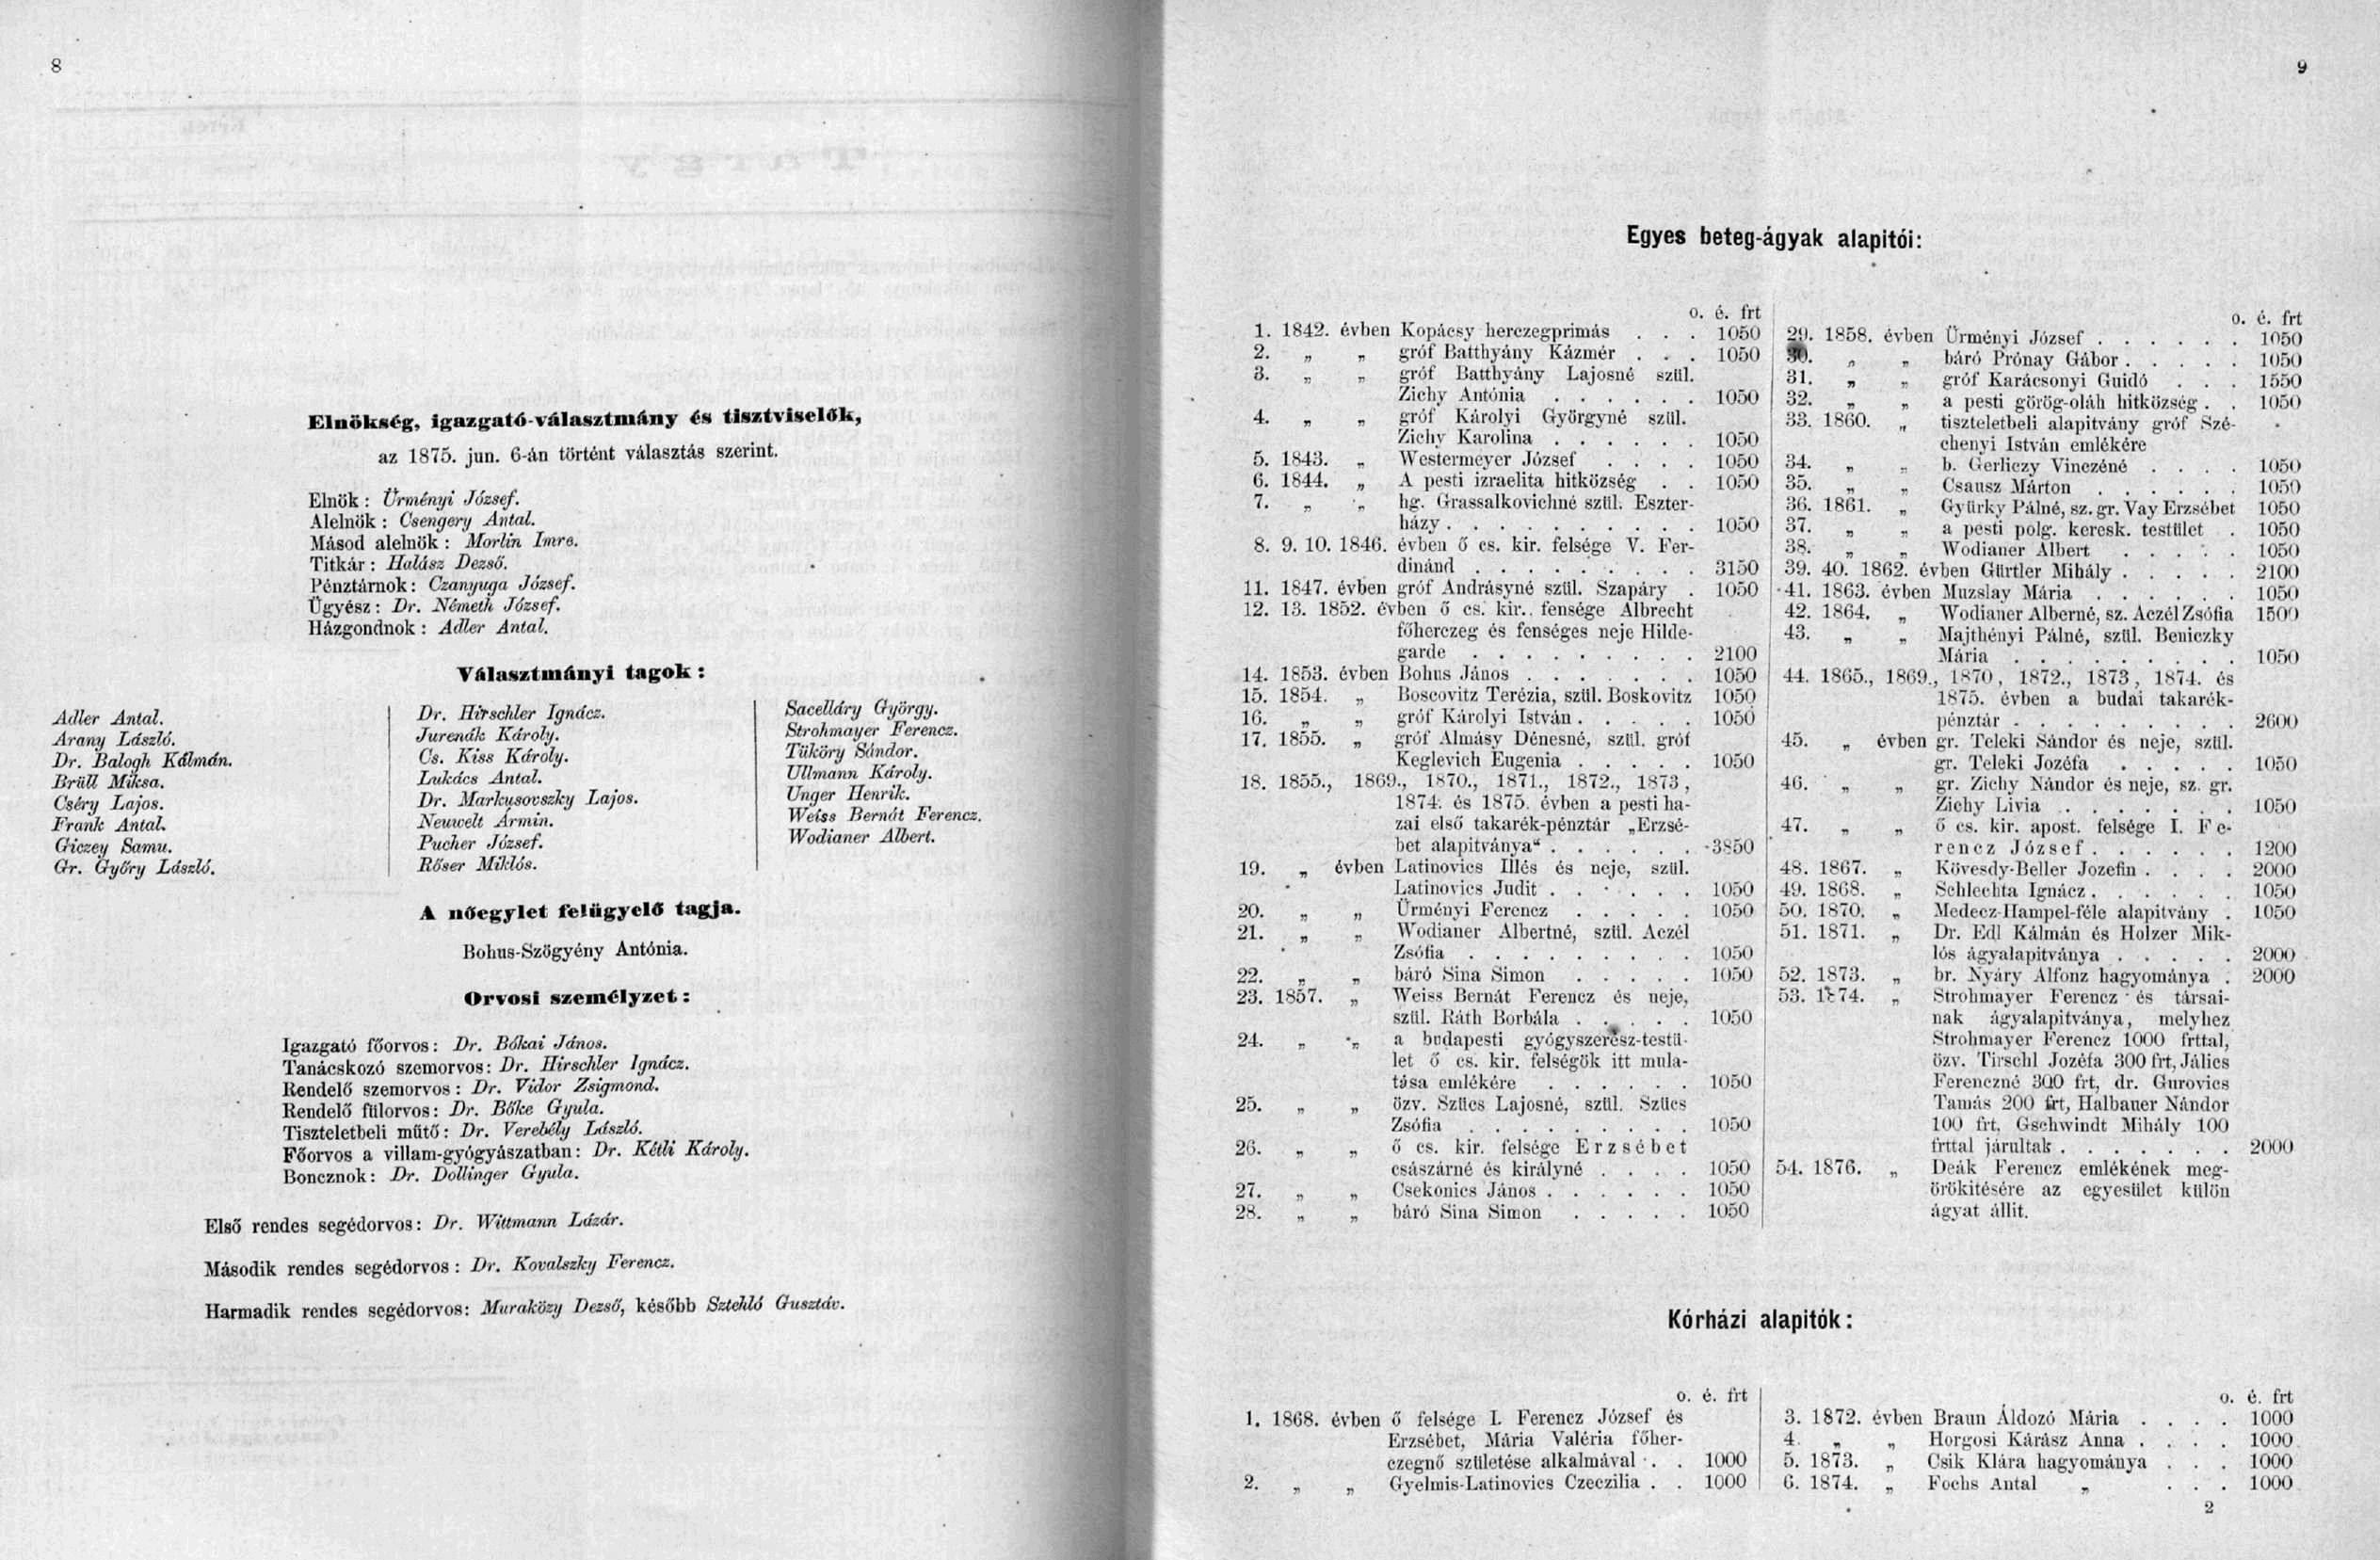 8
Elnökség, igazgató-választmány és tisztviselők,
az 1875. jun. 6-án történt választás szerint.
Elnök: Ürményi József.
Alelnök: Csengery Antal.
Másod alelnök: Morlin Imre.
Titkár: Halász Dezső.
Pénztárnok: Czanyuga József.
Ügyész: Dr. Németh József.
Házgondnok: Adler Antal.
Választmányi tagok:
Adler Antal.
Arany László.
Dr. Balogh Kálmán.
Brüll Miksa.
Cséry Lajos.
Frank Antal.
Giczey Samu.
Gr. Győry László.
Dr. Hirschler Ignácz.
Jurenák Károly.
Cs. Kiss Károly.
Lukács Antal.
Dr. Markusovszky Lajos.
Neuwelt Ármin.
Pucher József.
Rőser Miklós.
Sacelláry György.
Strohmayer Ferencz.
Tüköry Sándor.
Ullmann Károly.
Unger Henrik.
Weiss Bernát Ferencz.
Wodianer Albert.
A nőegylet felügyelő tagja.
Bohus-Szögyény Antónia.
Orvosi személyzet:
Igazgató főorvos: Dr. Bókai János.
Tanácskozó szemorvos: Dr. Hirschler Ignácz.
Rendelő szemorvos: Dr. Vidor Zsigmond.
Rendelő fülorvos: Dr. Bőke Gyula.
Tiszteletbeli műtő: Dr. Verebély László.
Főorvos a villam-gyógyászatban: Dr. Kétli Károly.
Boncznok: Dr. Dollinger Gyula.
Első rendes segédorvos: Dr. Wittmann Lázár.
Második rendes segédorvos: Dr. Kovalszky Ferencz.
Harmadik rendes segédorvos: Muraközy Dezső, később Sztehló Gusztáv.
9
Egyes beteg-ágyak alapitói:
o. é. frt
1. 1842. évben Kopácsy herczegprimás . . . 1050
2. „ „ gróf Batthyány Kázmér . . . 1050
3. „ „ gróf Batthyány Lajosné szül.
Zichy Antónia . . . . . . 1050
4. „ „ gróf Károlyi Györgyné szül.
Zichy Karolina . . . . . . 1050
5. 1843. „ Westermeyer József . . . . 1050
6. 1844. „ A pesti izraelita hitközség . . 1050
7. „ „ hg. Grassalkovichné szül. Eszter-
házy . . . . . . . . . . 1050
8. 9. 10. 1846. évben ő cs. kir. felsége V. Fer-
dinánd . . . . . . . . . 3150
11. 1847. évben gróf Andrásyné szül. Szapáry . 1050
12. 13. 1852. évben ő cs. kir. fensége Albrecht
főherczeg és fenséges neje Hilde-
garde . . . . . . . . . 2100
14. 1853. évben Bohus János . . . . . . . 1050
15. 1854. „ Boscovitz Terézia, szül. Boskovitz 1050
16. „ „ gróf Károlyi István . . . . . 1050
17. 1855. „ gróf Almásy Dénesné, szül. gróf
Keglevich Eugenia . . . . . 1050
18. 1855., 1869., 1870., 1871., 1872., 1873,
1874. és 1875. évben a pesti ha-
zai első takarék-pénztár „Erzsé-
bet alapitványa“ . . . . . . 3850
19. „ évben Latinovics Illés és neje, szül.
Latinovics Judit . . . . . . 1050
20. „ „ Ürményi Ferencz . . . . . 1050
21. „ „ Wodianer Albertné, szül. Aczél
Zsófia . . . . . . . . . 1050
22. „ „ báró Sina Simon . . . . . 1050
23. 1857. „ Weiss Bernát Ferencz és neje,
szül. Ráth Borbála . . . . . 1050
24. „ „ a budapesti gyógyszerész-testü-
let ő cs. kir. felségök itt mula-
tása emlékére . . . . . . 1050
25. „ „ özv. Szücs Lajosné, szül. Szücs
Zsófia . . . . . . . . . 1050
26. „ „ ő cs. kir. felsége Erzsébet
császárné és királyné . . . . 1050
27. „ „ Csekonics János . . . . . . 1050
28. „ „ báró Sina Simon . . . . . 1050
o. é. frt
29. 1858. évben Ürményi József . . . . . . 1050
30. „ „ báró Prónay Gábor . . . . . 1050
31. „ „ gróf Karácsonyi Guidó . . . 1550
32. „ „ a pesti görög-oláh hitközség . . 1050
33. 1860. „ tiszteletbeli alapitvány gróf Szé-
chenyi István emlékére
34. „ „ b. Gerliczy Vinczéné . . . . 1050
35. „ „ Csausz Márton . . . . . . 1050
36. 1861. „ Gyürky Pálné, sz. gr. Vay Erzsébet 1050
37. „ „ a pesti polg. keresk. testület . 1050
38. „ „ Wodianer Albert . . . . 1050
39. 40. 1862. évben Gürtler Mihály . . . . . 2100
41. 1863. évben Muzslay Mária . . . . . . 1050
42. 1864. „ Wodianer Alberné, sz. Aczél Zsófia 1500
43. „ „ Majthényi Pálné, szül. Beniczky
Mária . . . . . . . . . 1050
44. 1865., 1869., 1870, 1872., 1873, 1874. és
1875. évben a budai takarék-
pénztár . . . . . . . . . 2600
45. „ évben gr. Teleki Sándor és neje, szül.
gr. Teleki Jozéfa . . . . . 1050
46. „ „ gr. Zichy Nándor és neje, sz. gr.
Zichy Livia . . . . . . . 1050
47. „ „ ő cs. kir. apost. felsége I. Fe-
rencz József . . . . . . 1200
48. 1867. „ Kövesdy-Beller Jozefin . . . . 2000
49. 1868. „ Schlechta Ignácz . . . . . . 1050
50. 1870. „ Medecz-Hampel-féle alapitvány . 1050
51. 1871. „ Dr. Edl Kálmán és Holzer Mik-
lós ágyalapitványa . . . . . 2000
52. 1873. „ br. Nyáry Alfonz hagyománya . 2000
53. 1874. „ Strohmayer Ferencz és társai-
nak ágyalapitványa, melyhez
Strohmayer Ferencz 1000 frttal,
özv. Tirschl Jozéfa 300 frt, Jálics
Ferenczné 300 frt, dr. Gurovics
Tamás 200 frt, Halbauer Nándor
100 frt, Gschwindt Mihály 100
frttal járultak . . . . . . . 2000
54. 1876. „ Deák Ferencz emlékének meg-
örökitésére az egyesület külön
ágyat állit.
Kórházi alapitók:
o. é. frt
1. 1868. évben ő felsége I. Ferencz József és
Erzsébet, Mária Valéria főher-
czegnő születése alkalmával . . 1000
2. „ „ Gyelmis-Latinovics Czeczilia . . 1000
o. é. frt
3. 1872. évben Braun Áldozó Mária . . . . 1000
4. „ „ Horgosi Kárász Anna . . . . 1000
5. 1873. „ Csik Klára hagyománya . . . 1000
6. 1874. „ Fochs Antal „ . . . 1000
2